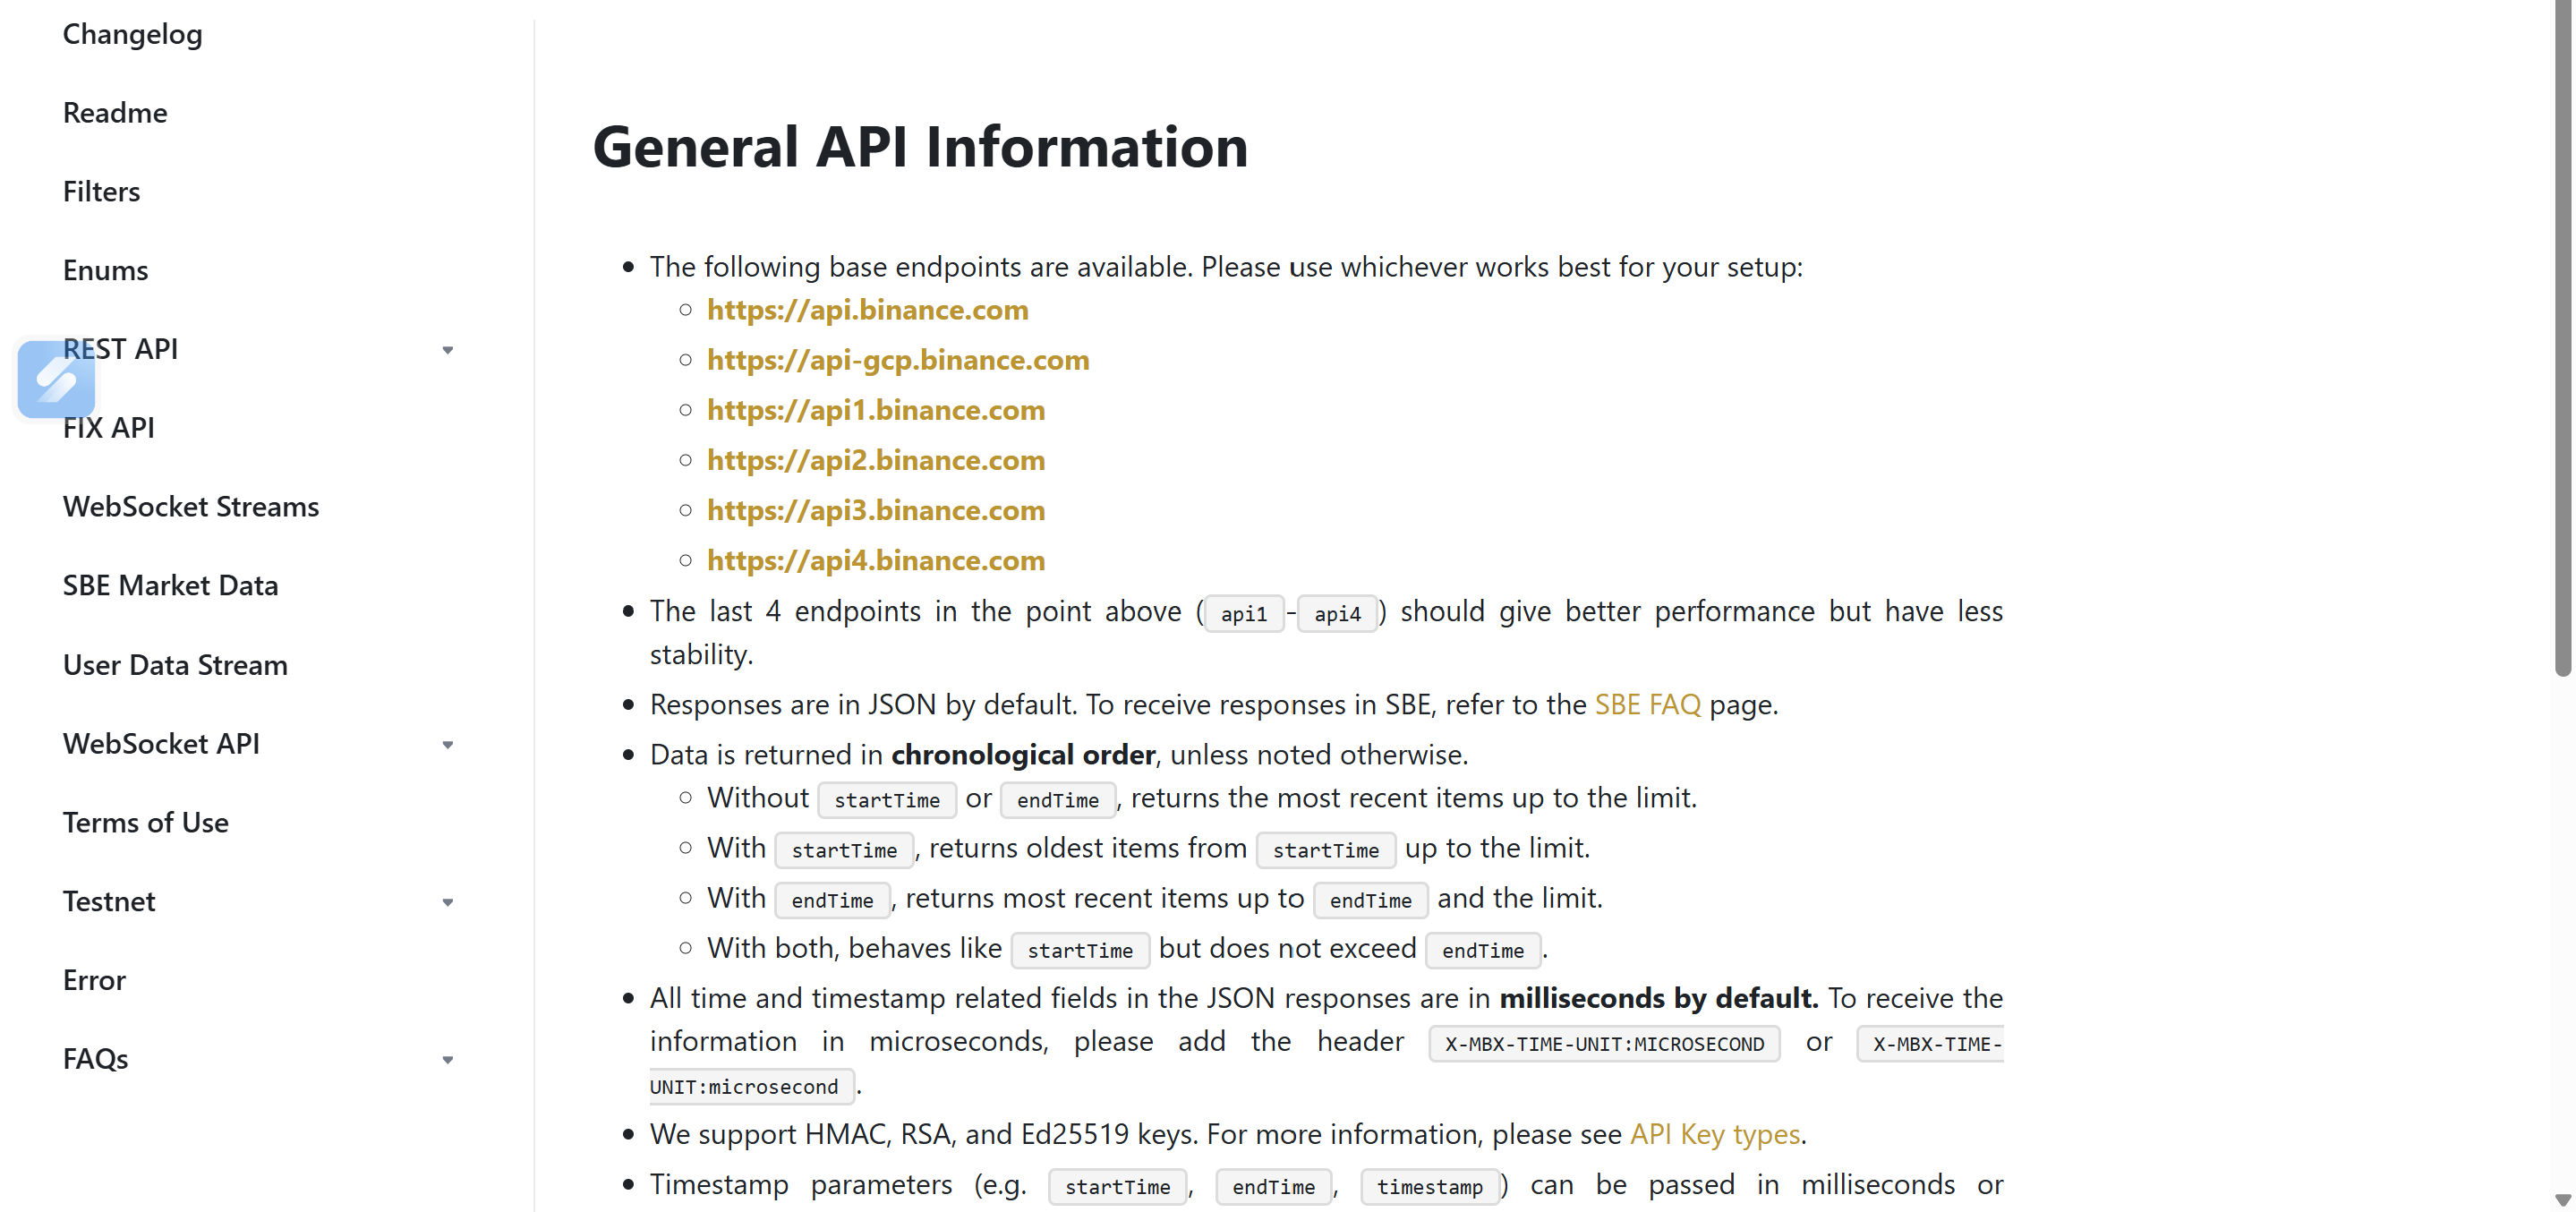 Changelog
Readme
Filters
Enums
REST API
FIX API
WebSocket Streams
SBE Market Data
User Data Stream
WebSocket API
Terms of Use
Testnet
Error
FAQs
General API Information
The following base endpoints are available. Please use whichever works best for your setup:
https://api.binance.com
https://api-gcp.binance.com
https://api1.binance.com
https://api2.binance.com
https://api3.binance.com
https://api4.binance.com
The last 4 endpoints in the point above (api1-api4) should give better performance but have less
stability.
Responses are in JSON by default. To receive responses in SBE, refer to the SBE FAQ page.
Data is returned in chronological order, unless noted otherwise.
Without startTime or endTime, returns the most recent items up to the limit.
With startTime, returns oldest items from startTime up to the limit.
With endTime, returns most recent items up to endTime and the limit.
With both, behaves like startTime but does not exceed endTime.
All time and timestamp related fields in the JSON responses are in milliseconds by default. To receive the
information in microseconds, please add the header X-MBX-TIME-UNIT:MICROSECOND or X-MBX-TIME-
UNIT:microsecond.
We support HMAC, RSA, and Ed25519 keys. For more information, please see API Key types.
Timestamp parameters (e.g. startTime, endTime, timestamp) can be passed in milliseconds or